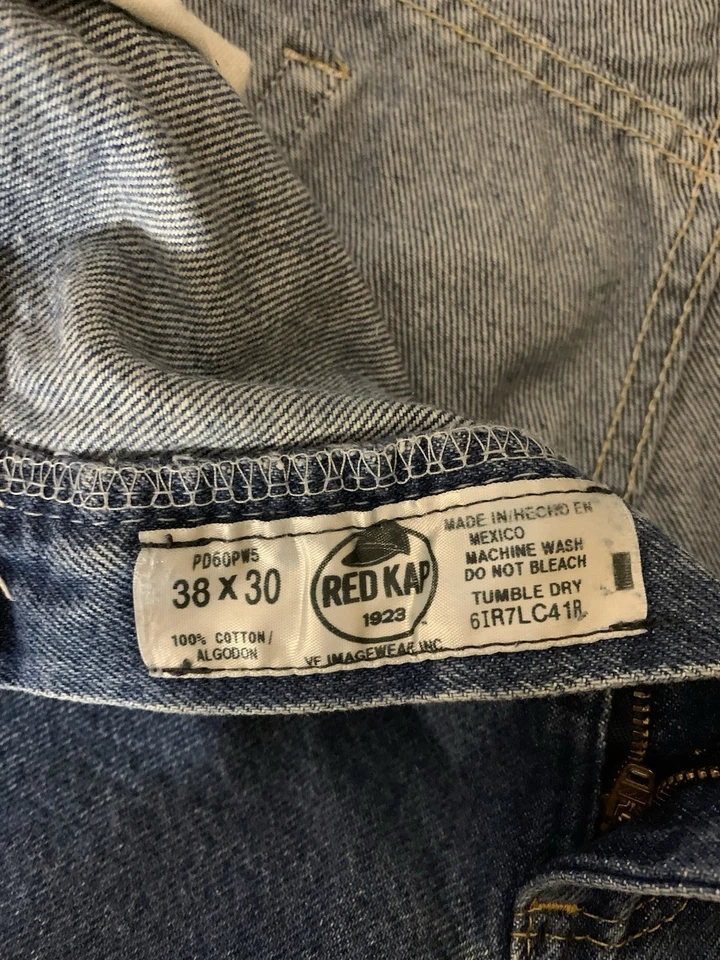 PD60PW5
38 X 30
100% COTTON/
ALGODON
RED KAP
1923
VF IMAGEWEAR, INC.
MADE IN/HECHO EN
MEXICO
MACHINE WASH
DO NOT BLEACH
TUMBLE DRY
6IR7LC41R